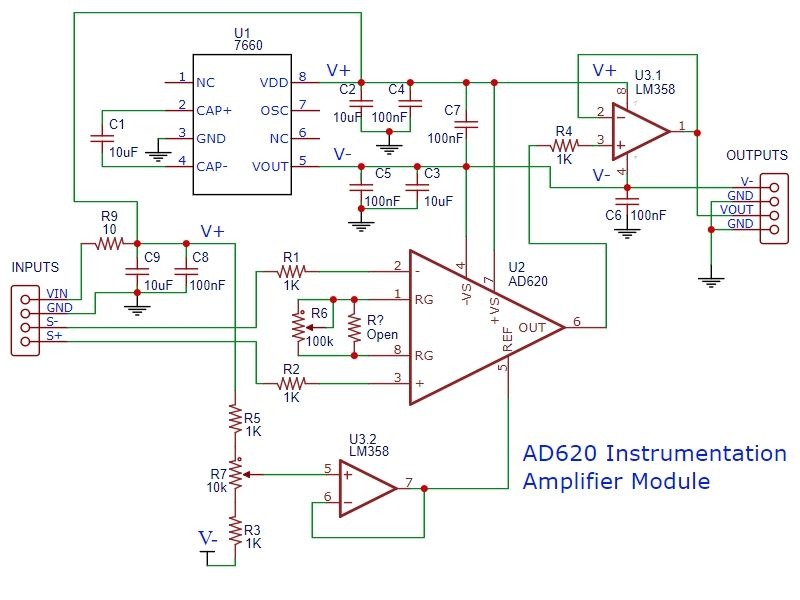 U1
7660
1 NC VDD 8
2 CAP+ OSC 7
3 GND NC 6
4 CAP- VOUT 5
C1
10uF
V+
C2
10uF
C4
100nF
C7
100nF
V-
C5
100nF
C3
10uF
V+
U3.1
LM358
8
2 −
3 +
1
4
R4
1K
V-
C6 100nF
OUTPUTS
V-
GND
VOUT
GND
R9
10
V+
C9
10uF
C8
100nF
INPUTS
VIN
GND
S-
S+
R1
1K
R6
100k
R?
Open
R2
1K
U2
AD620
2 -
1 RG
8 RG
3 +
4
-VS
7
+VS
REF
5
OUT 6
R5
1K
R7
10k
R3
1K
V-
U3.2
LM358
5 +
6 −
7
AD620 Instrumentation
Amplifier Module